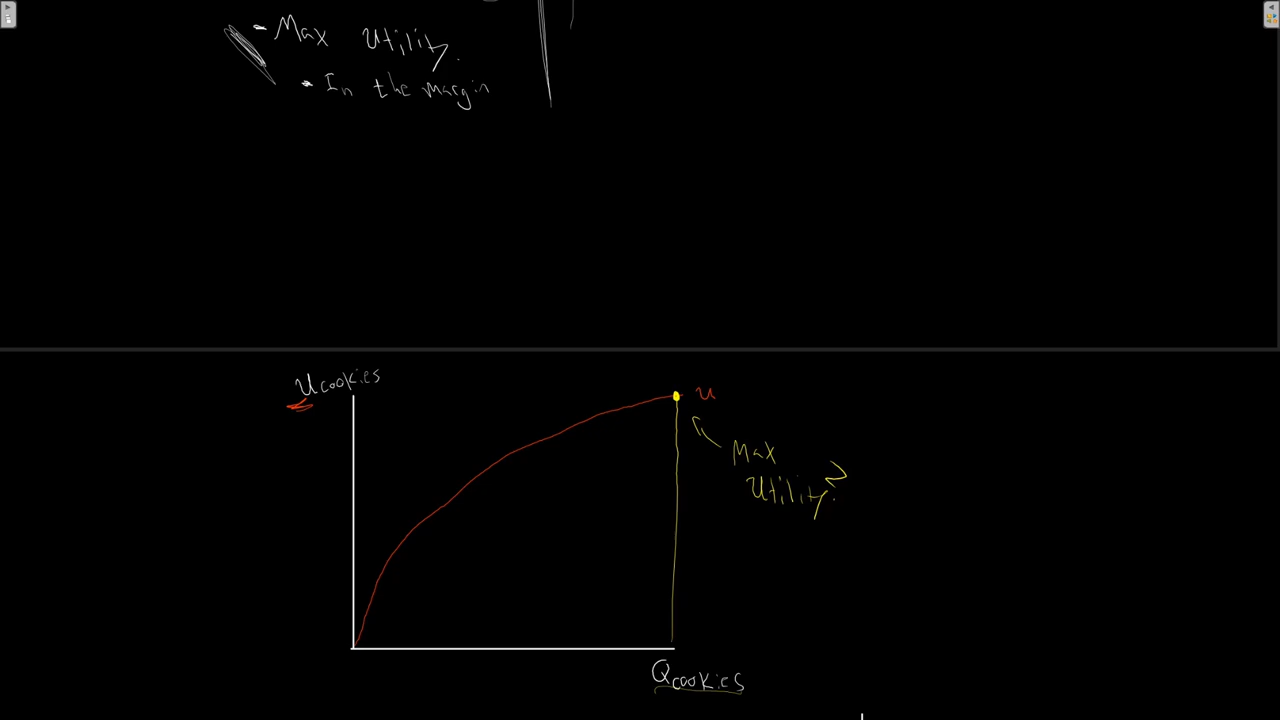 - Max Utility.
- In the margin
Ucookies
U
Max
Utility?
Qcookies